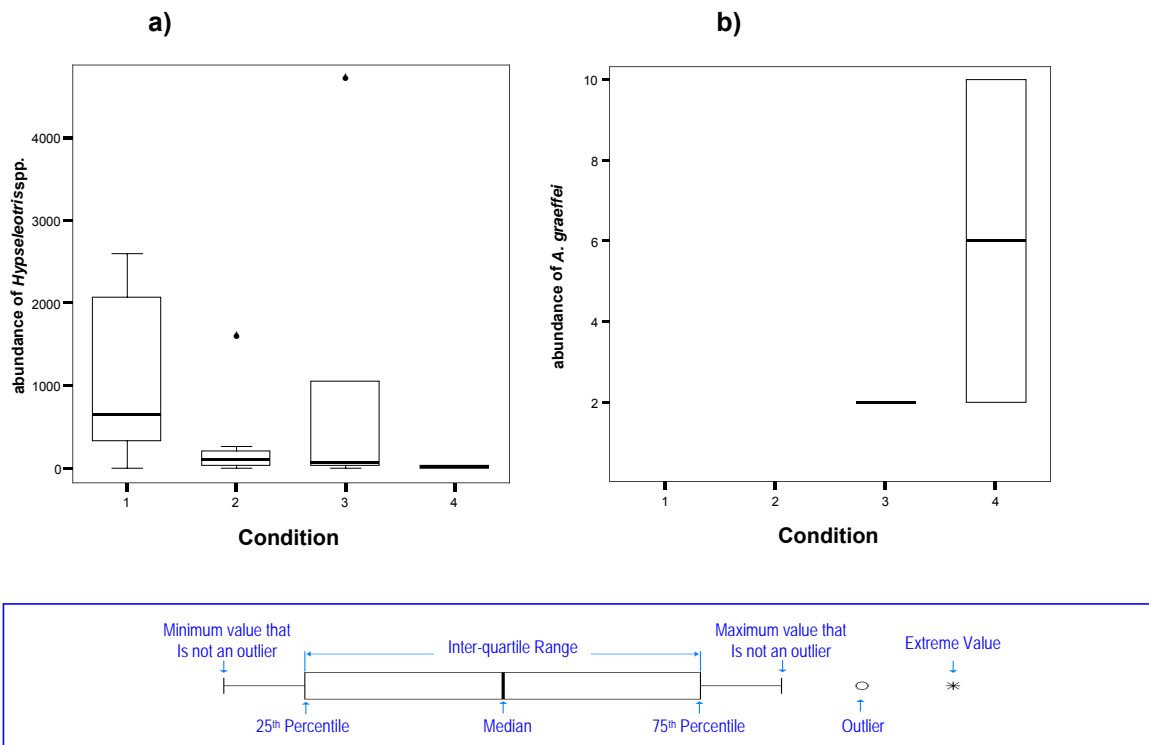 a)
abundance of Hypseleotrisspp.
4000
3000
2000
1000
0
1 2 3 4
Condition
b)
abundance of A. graeffei
10
8
6
4
2
1 2 3 4
Condition
Minimum value that
Is not an outlier
Inter-quartile Range
Maximum value that
Is not an outlier
Extreme Value
25th Percentile
Median
75th Percentile
Outlier